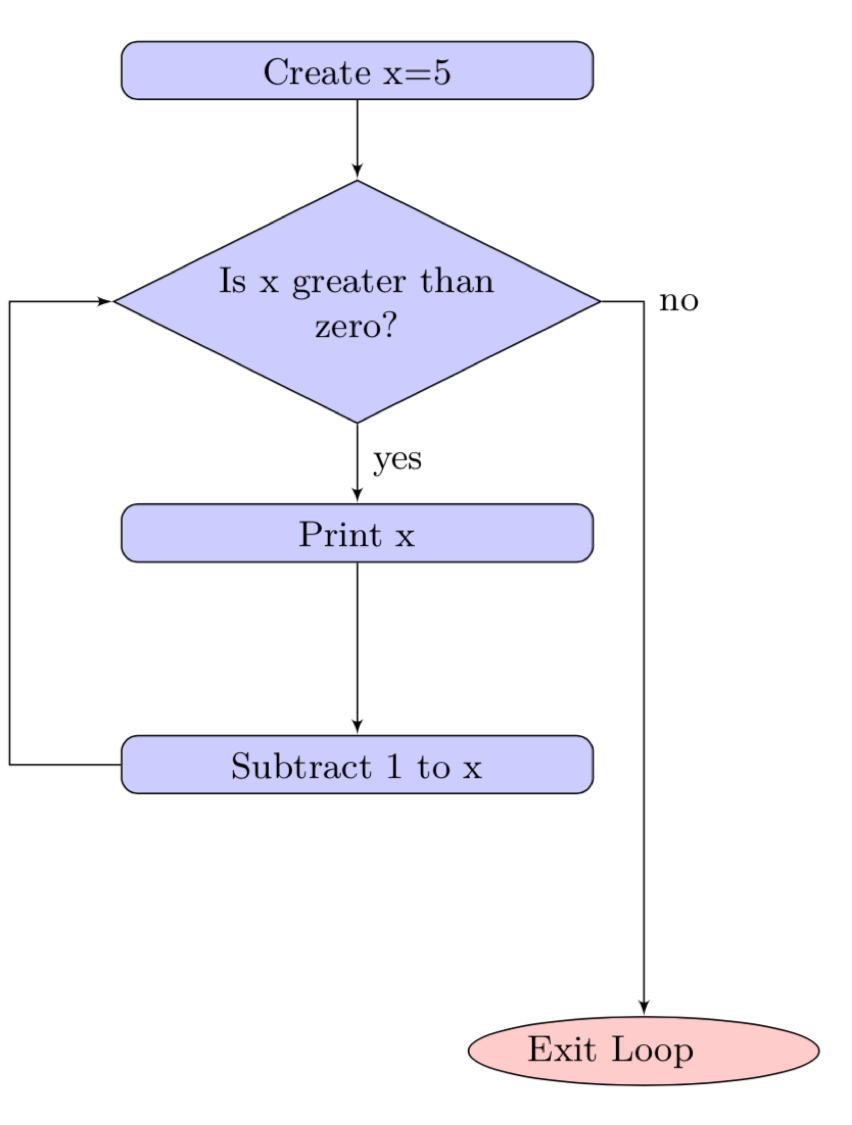 Create x=5
Is x greater than
zero?
no
yes
Print x
Subtract 1 to x
Exit Loop